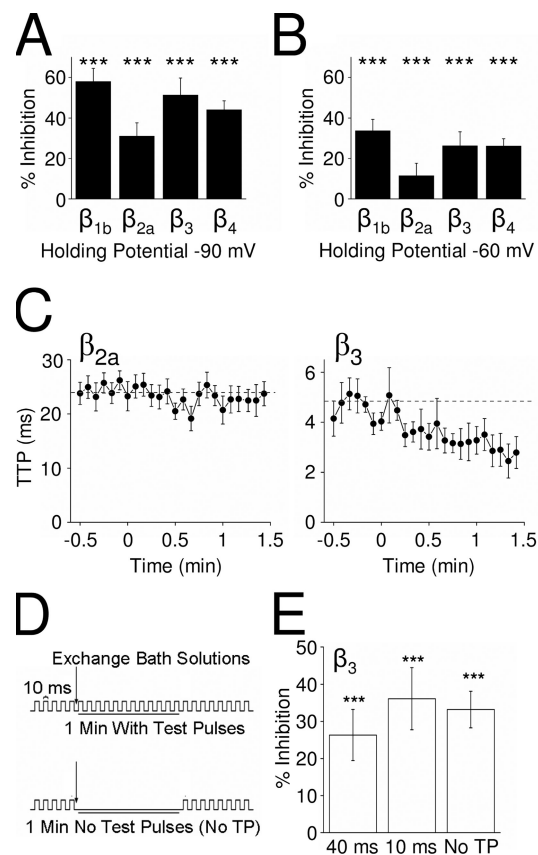 A
*** *** *** ***
60
40
20
0
% Inhibition
β1b β2a β3 β4
Holding Potential -90 mV
B
*** *** *** ***
60
40
20
0
% Inhibition
β1b β2a β3 β4
Holding Potential -60 mV
C
β2a
30
20
10
0
TTP (ms)
-0.5 0 0.5 1 1.5
Time (min)
β3
6
4
2
0
-0.5 0 0.5 1 1.5
Time (min)
D
Exchange Bath Solutions
10 ms
1 Min With Test Pulses
1 Min No Test Pulses (No TP)
E
β3
50
40
30
20
10
0
% Inhibition
*** *** ***
40 ms 10 ms No TP